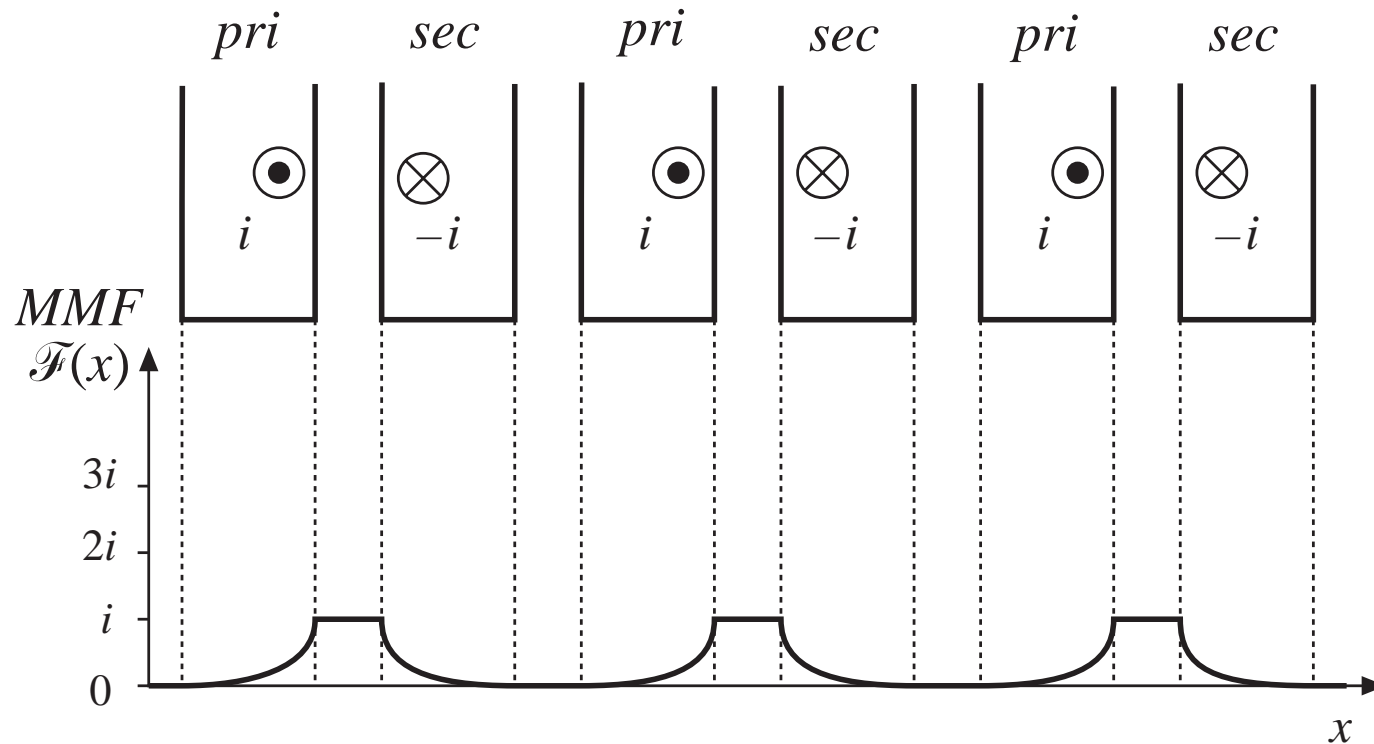 pri sec pri sec pri sec
i –i i –i i –i
MMF
ℱ(x)
3i
2i
i
0
x